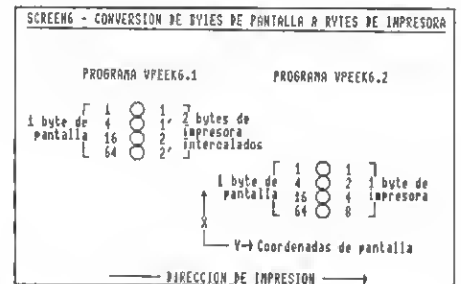 SCREEN6 - CONVERSION DE BYTES DE PANTALLA A BYTES DE IMPRESORA
PROGRAMA VPEEK6.1
1 byte de pantalla
1 1
4 1'
16 2
64 2'
2 bytes de impresora intercalados
PROGRAMA VPEEK6.2
1 byte de pantalla
1 1
4 2
16 4
64 8
1 byte de impresora
X
Y→ Coordenadas de pantalla
DIRECCION DE IMPRESION